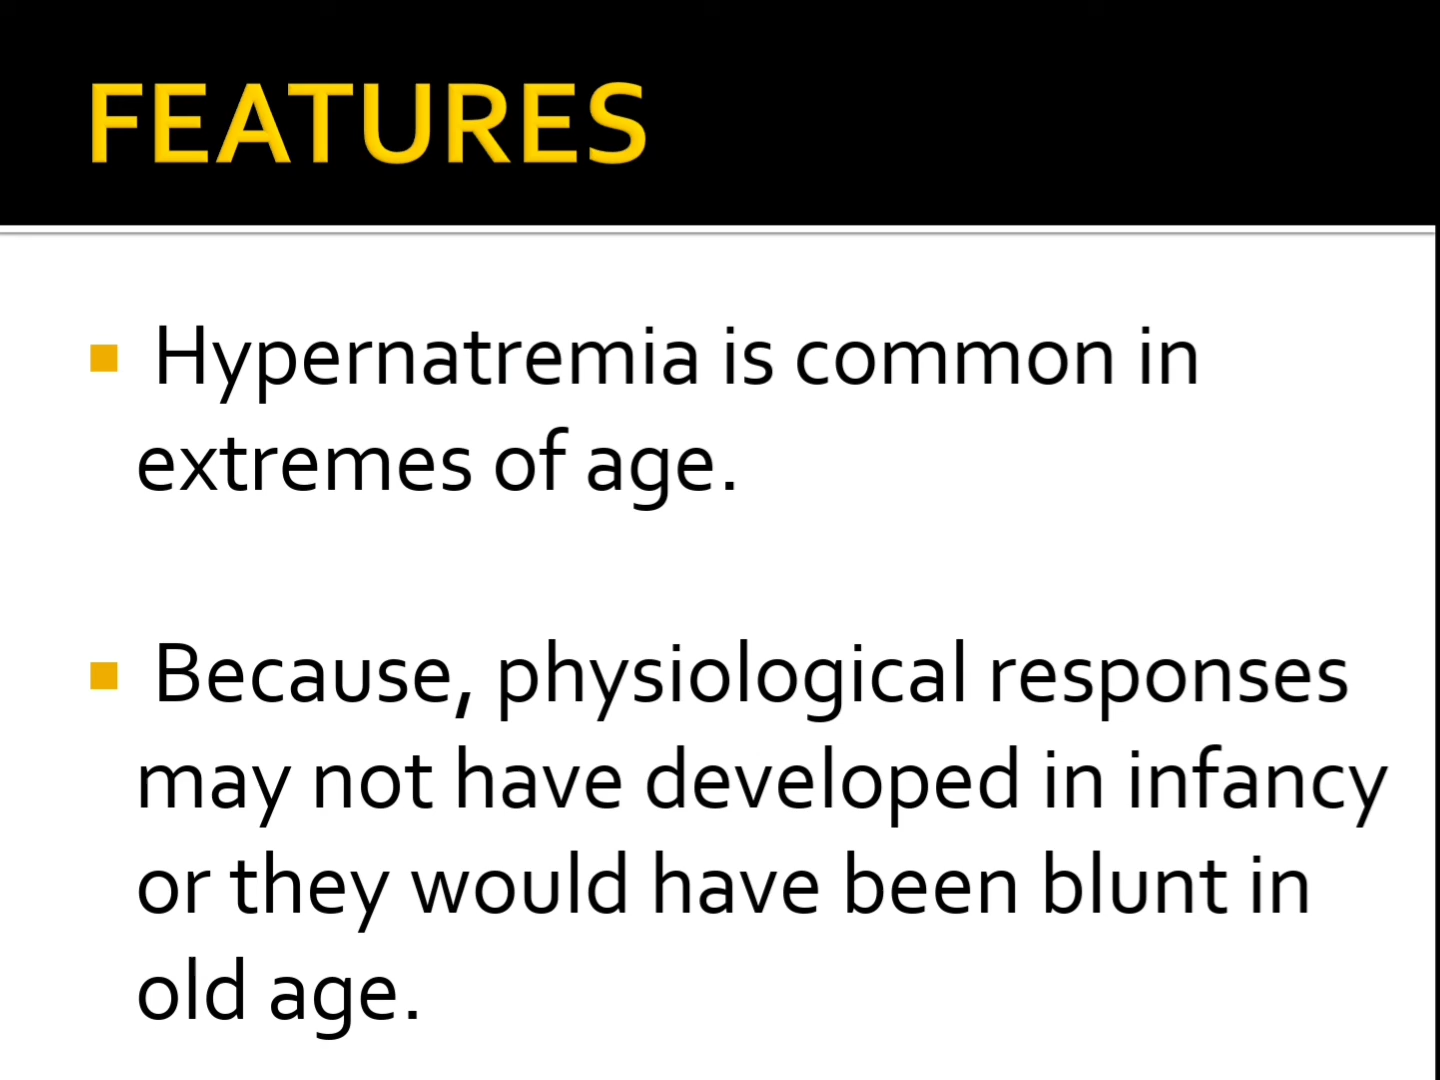 FEATURES
Hypernatremia is common in
extremes of age.
Because, physiological responses
may not have developed in infancy
or they would have been blunt in
old age.